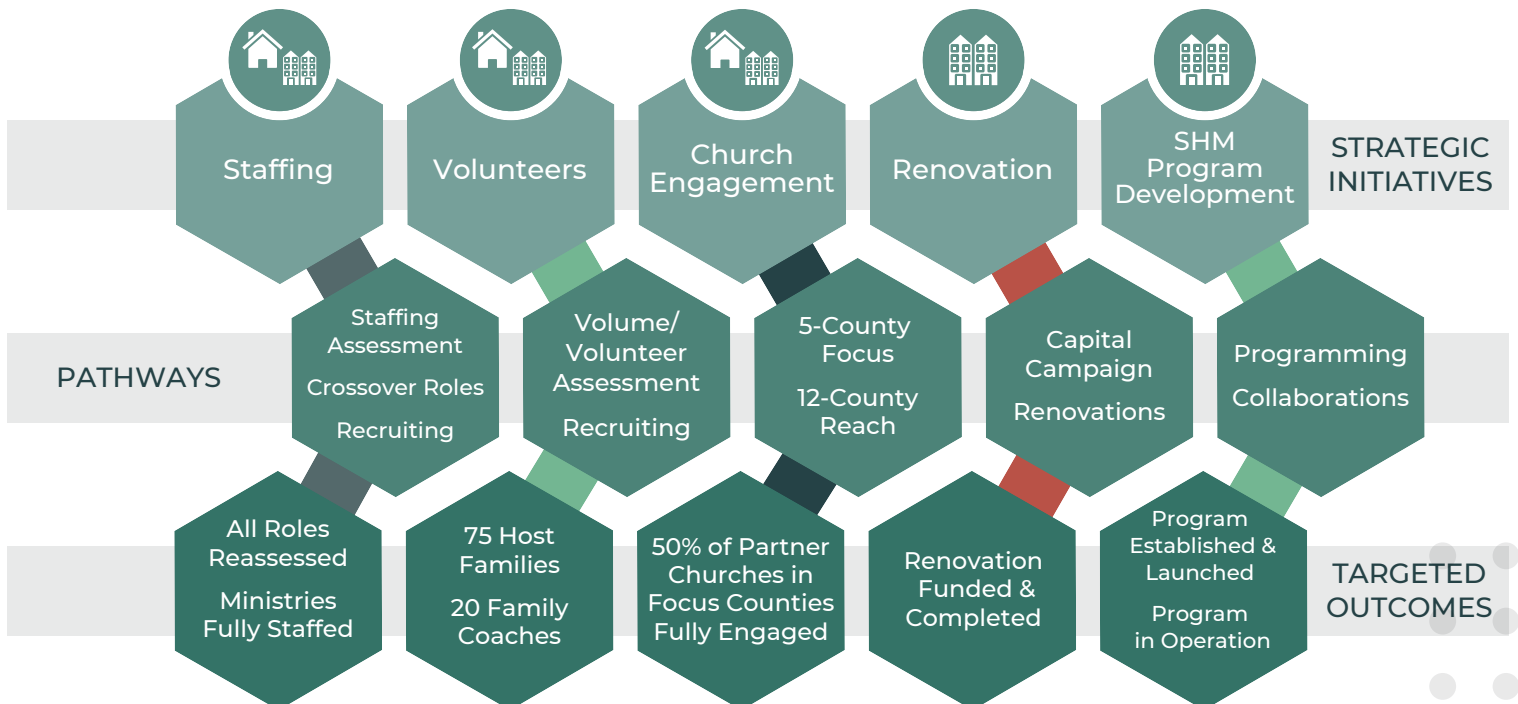 Staffing
Volunteers
Church
Engagement
Renovation
SHM
Program
Development
STRATEGIC
INITIATIVES
PATHWAYS
Staffing
Assessment
Crossover Roles
Recruiting
Volume/
Volunteer
Assessment
Recruiting
5-County
Focus
12-County
Reach
Capital
Campaign
Renovations
Programming
Collaborations
All Roles
Reassessed
Ministries
Fully Staffed
75 Host
Families
20 Family
Coaches
50% of Partner
Churches in
Focus Counties
Fully Engaged
Renovation
Funded &
Completed
Program
Established &
Launched
Program
in Operation
TARGETED
OUTCOMES